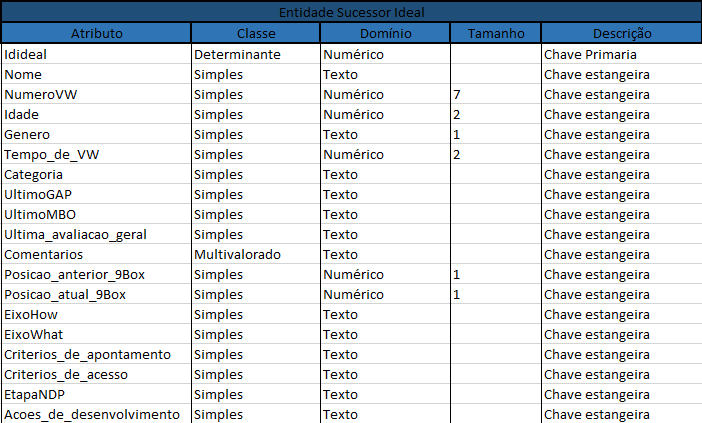 Entidade Sucessor Ideal
Atributo Classe Domínio Tamanho Descrição
Idideal Determinante Numérico Chave Primaria
Nome Simples Texto Chave estangeira
NumeroVW Simples Numérico 7 Chave estangeira
Idade Simples Numérico 2 Chave estangeira
Genero Simples Texto 1 Chave estangeira
Tempo_de_VW Simples Numérico 2 Chave estangeira
Categoria Simples Texto Chave estangeira
UltimoGAP Simples Texto Chave estangeira
UltimoMBO Simples Texto Chave estangeira
Ultima_avaliacao_geral Simples Texto Chave estangeira
Comentarios Multivalorado Texto Chave estangeira
Posicao_anterior_9Box Simples Numérico 1 Chave estangeira
Posicao_atual_9Box Simples Numérico 1 Chave estangeira
EixoHow Simples Texto Chave estangeira
EixoWhat Simples Texto Chave estangeira
Criterios_de_apontamento Simples Texto Chave estangeira
Criterios_de_acesso Simples Texto Chave estangeira
EtapaNDP Simples Texto Chave estangeira
Acoes_de_desenvolvimento Simples Texto Chave estangeira